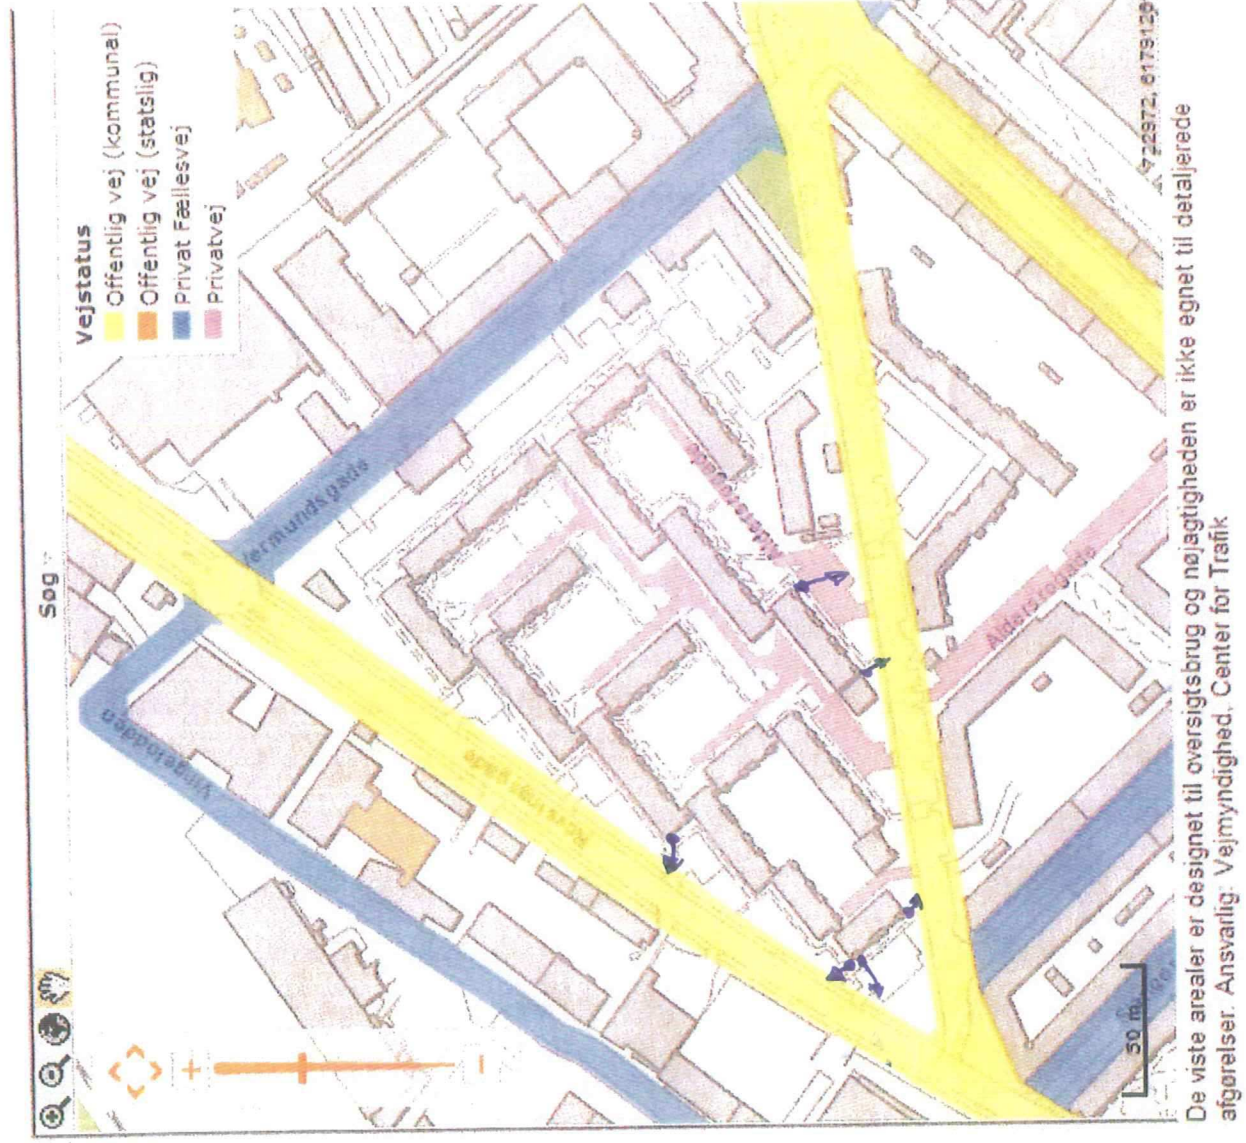 Søg
Vejstatus
Offentlig vej (kommunal)
Offentlig vej (statslig)
Privat Fællesvej
Privatvej
Vermundsgade
Vingelodden
Rovsingsgade
Aldersrogade
50 m
722972, 6179129
De viste arealer er designet til oversigtsbrug og nøjagtigheden er ikke egnet til detaljerede
afgørelser. Ansvarlig: Vejmyndighed, Center for Trafik